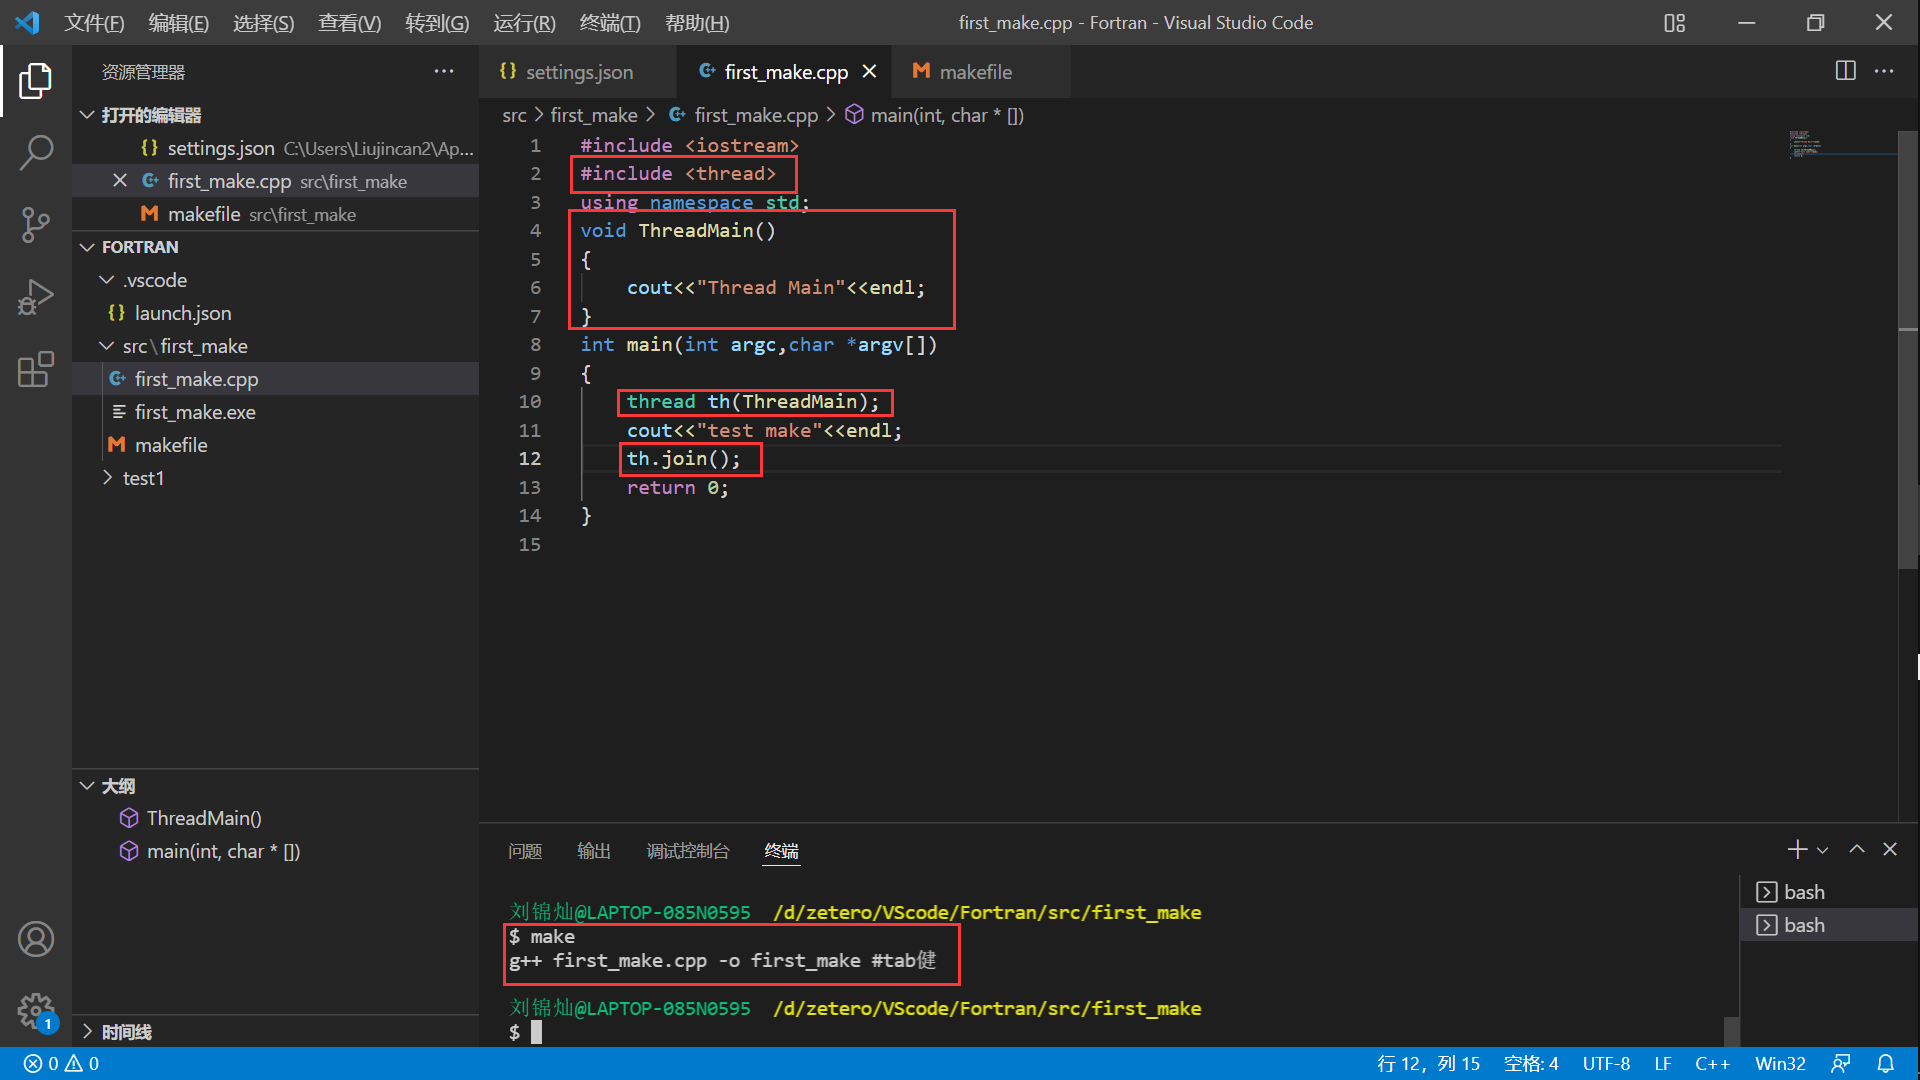 文件(F) 编辑(E) 选择(S) 查看(V) 转到(G) 运行(R) 终端(T) 帮助(H) first_make.cpp - Fortran - Visual Studio Code
资源管理器
打开的编辑器
settings.json C:\Users\Liujincan2\Ap...
first_make.cpp src\first_make
makefile src\first_make
FORTRAN
.vscode
launch.json
src\first_make
first_make.cpp
first_make.exe
makefile
test1
大纲
ThreadMain()
main(int, char * [])
时间线
settings.json first_make.cpp makefile
src > first_make > first_make.cpp > main(int, char * [])
1 #include <iostream>
2 #include <thread>
3 using namespace std;
4 void ThreadMain()
5 {
6 cout<<"Thread Main"<<endl;
7 }
8 int main(int argc,char *argv[])
9 {
10 thread th(ThreadMain);
11 cout<<"test make"<<endl;
12 th.join();
13 return 0;
14 }
15
问题 输出 调试控制台 终端
刘锦灿@LAPTOP-085N0595 /d/zetero/VScode/Fortran/src/first_make
$ make
g++ first_make.cpp -o first_make #tab健
刘锦灿@LAPTOP-085N0595 /d/zetero/VScode/Fortran/src/first_make
$
bash
bash
1
0 0 行 12，列 15 空格: 4 UTF-8 LF C++ Win32